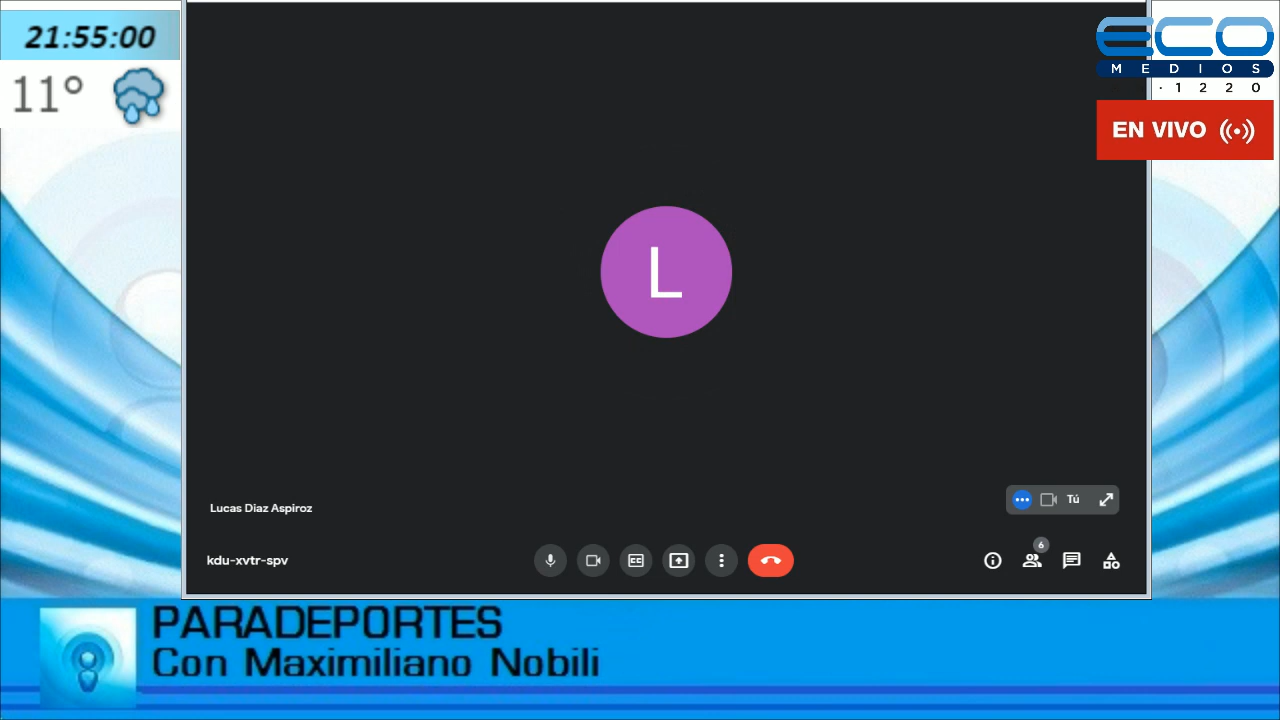 21:55:00
11°
ECO
MEDIOS
·1220
EN VIVO
L
Lucas Diaz Aspiroz
Tú
kdu-xvtr-spv
CC
6
PARADEPORTES
Con Maximiliano Nobili